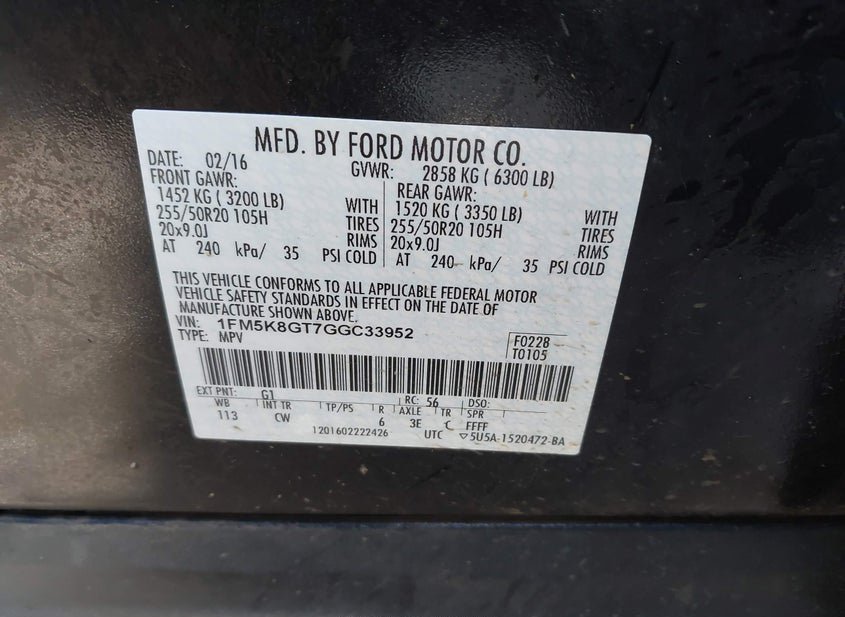 MFD. BY FORD MOTOR CO.
DATE: 02/16 GVWR: 2858 KG ( 6300 LB)
FRONT GAWR: REAR GAWR:
1452 KG ( 3200 LB) WITH 1520 KG ( 3350 LB) WITH
255/50R20 105H TIRES 255/50R20 105H TIRES
20x9.0J RIMS 20x9.0J RIMS
AT 240 kPa/ 35 PSI COLD AT 240 kPa/ 35 PSI COLD
THIS VEHICLE CONFORMS TO ALL APPLICABLE FEDERAL MOTOR
VEHICLE SAFETY STANDARDS IN EFFECT ON THE DATE OF
MANUFACTURE SHOWN ABOVE.
VIN: 1FM5K8GT7GGC33952 F0228
TYPE: MPV T0105
EXT PNT: G1 RC: 56 DSO:
WB INT TR TP/PS R AXLE TR SPR
113 CW 6 3E C FFFF
1201602222426 UTC ▽5U5A-1520472-BA